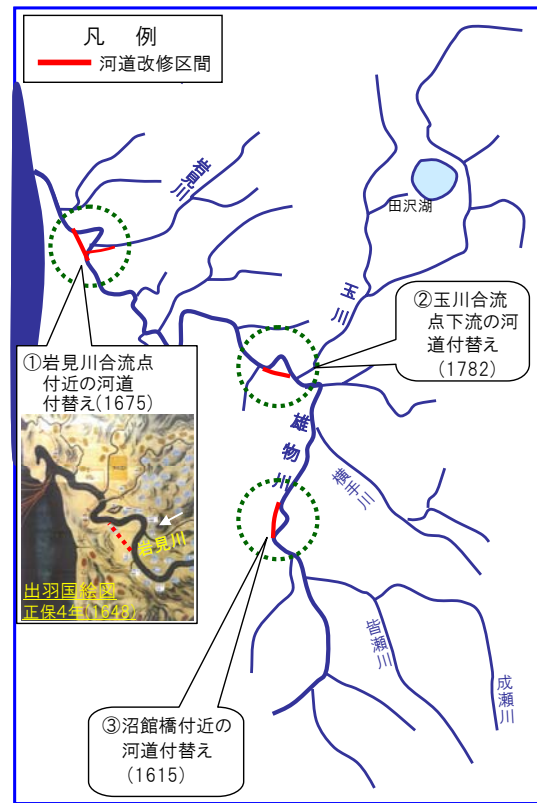 凡 例
河道改修区間
岩見川
田沢湖
玉川
②玉川合流
点下流の河
道付替え
(1782)
①岩見川合流点
付近の河道
付替え(1675)
雄物川
横手川
岩見川
出羽国絵図
正保4年(1648)
皆瀬川
成瀬川
③沼館橋付近の
河道付替え
(1615)